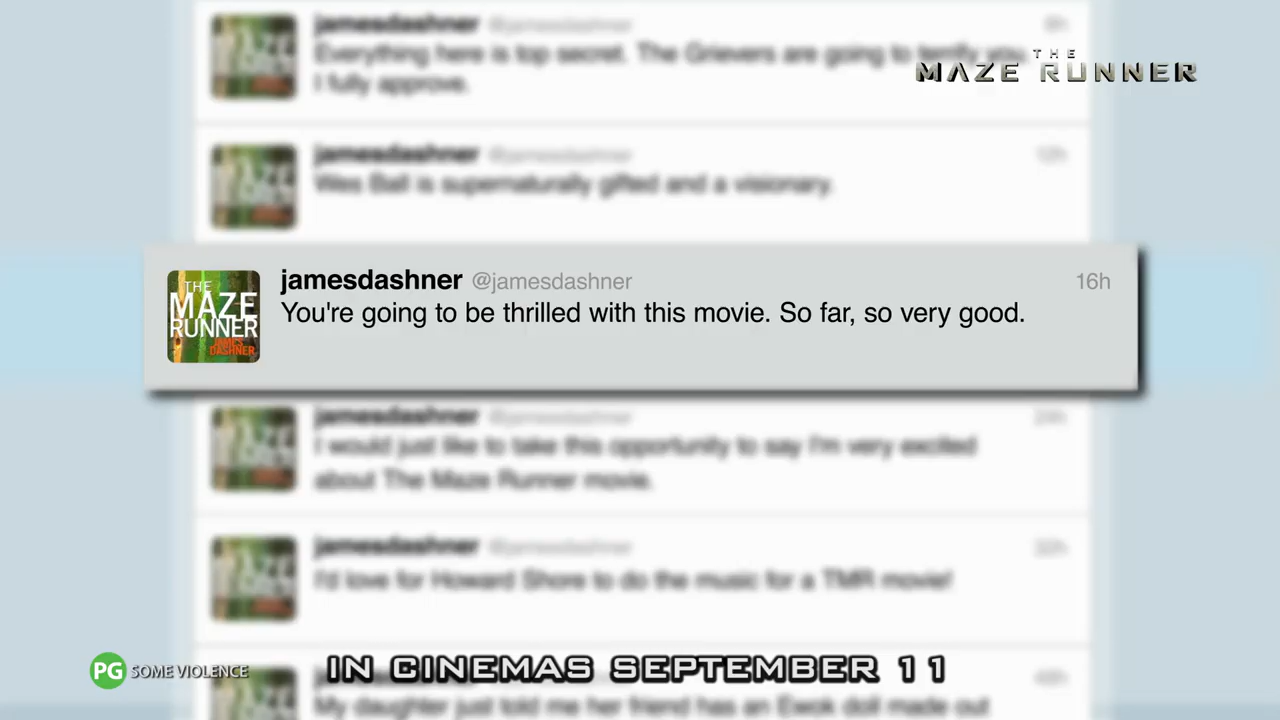 jamesdashner @jamesdashner 8h
Everything here is top secret. The Grievers are going to terrify you.
I fully approve.
THE
MAZE RUNNER
jamesdashner @jamesdashner 12h
Wes Ball is supernaturally gifted and a visionary.
jamesdashner @jamesdashner 16h
You're going to be thrilled with this movie. So far, so very good.
THE
MAZE
RUNNER
JAMES
DASHNER
jamesdashner @jamesdashner 24h
I would just like to take this opportunity to say I'm very excited
about The Maze Runner movie.
jamesdashner @jamesdashner 32h
I'd love for Howard Shore to do the music for a TMR movie!
48h
My daughter just told me her friend has an Ewok doll made out
PG SOME VIOLENCE
IN CINEMAS SEPTEMBER 11